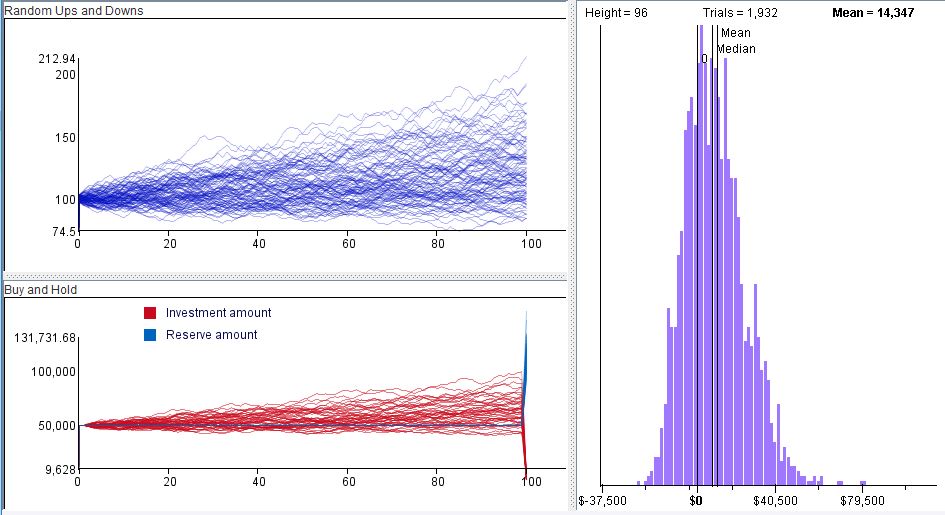 Random Ups and Downs
212.94
200
150
100
74.5
0 20 40 60 80 100
Buy and Hold
Investment amount
Reserve amount
131,731.68
100,000
50,000
9,628
0 20 40 60 80 100
Height = 96 Trials = 1,932 Mean = 14,347
Mean
Median
0
$-37,500 $0 $40,500 $79,500